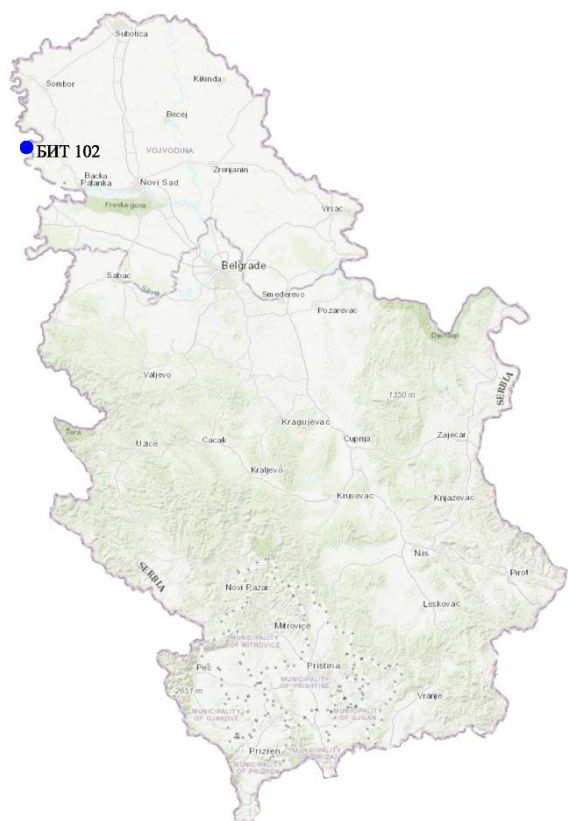 Subotica
Sombor
Kikinda
Becej
БИТ 102
VOJVODINA
Zrenjanin
Backa
Palanka
Novi Sad
Fruska gora
Vrsac
Belgrade
Sabac
Sava
Smederevo
Pozarevac
Djerdap
Valjevo
1350 m
SERBIA
Tara
Kragujevac
Uzice
Cacak
Cuprija
Zajecar
Kraljevo
Krusevac
Knjazevac
Nis
Pirot
SERBIA
Novi Pazar
Leskovac
Mitrovice
MUNICIPALITY
OF MITROVICE
Peć
Pristina
MUNICIPALITY
OF PRISHTINE
2651 m
Vranje
MUNICIPALITY
OF GJAKOVË
MUNICIPALITY
OF GJILAN
Prizren
MUNICIPALITY
MUNICIPALITY
OF PRIZREN